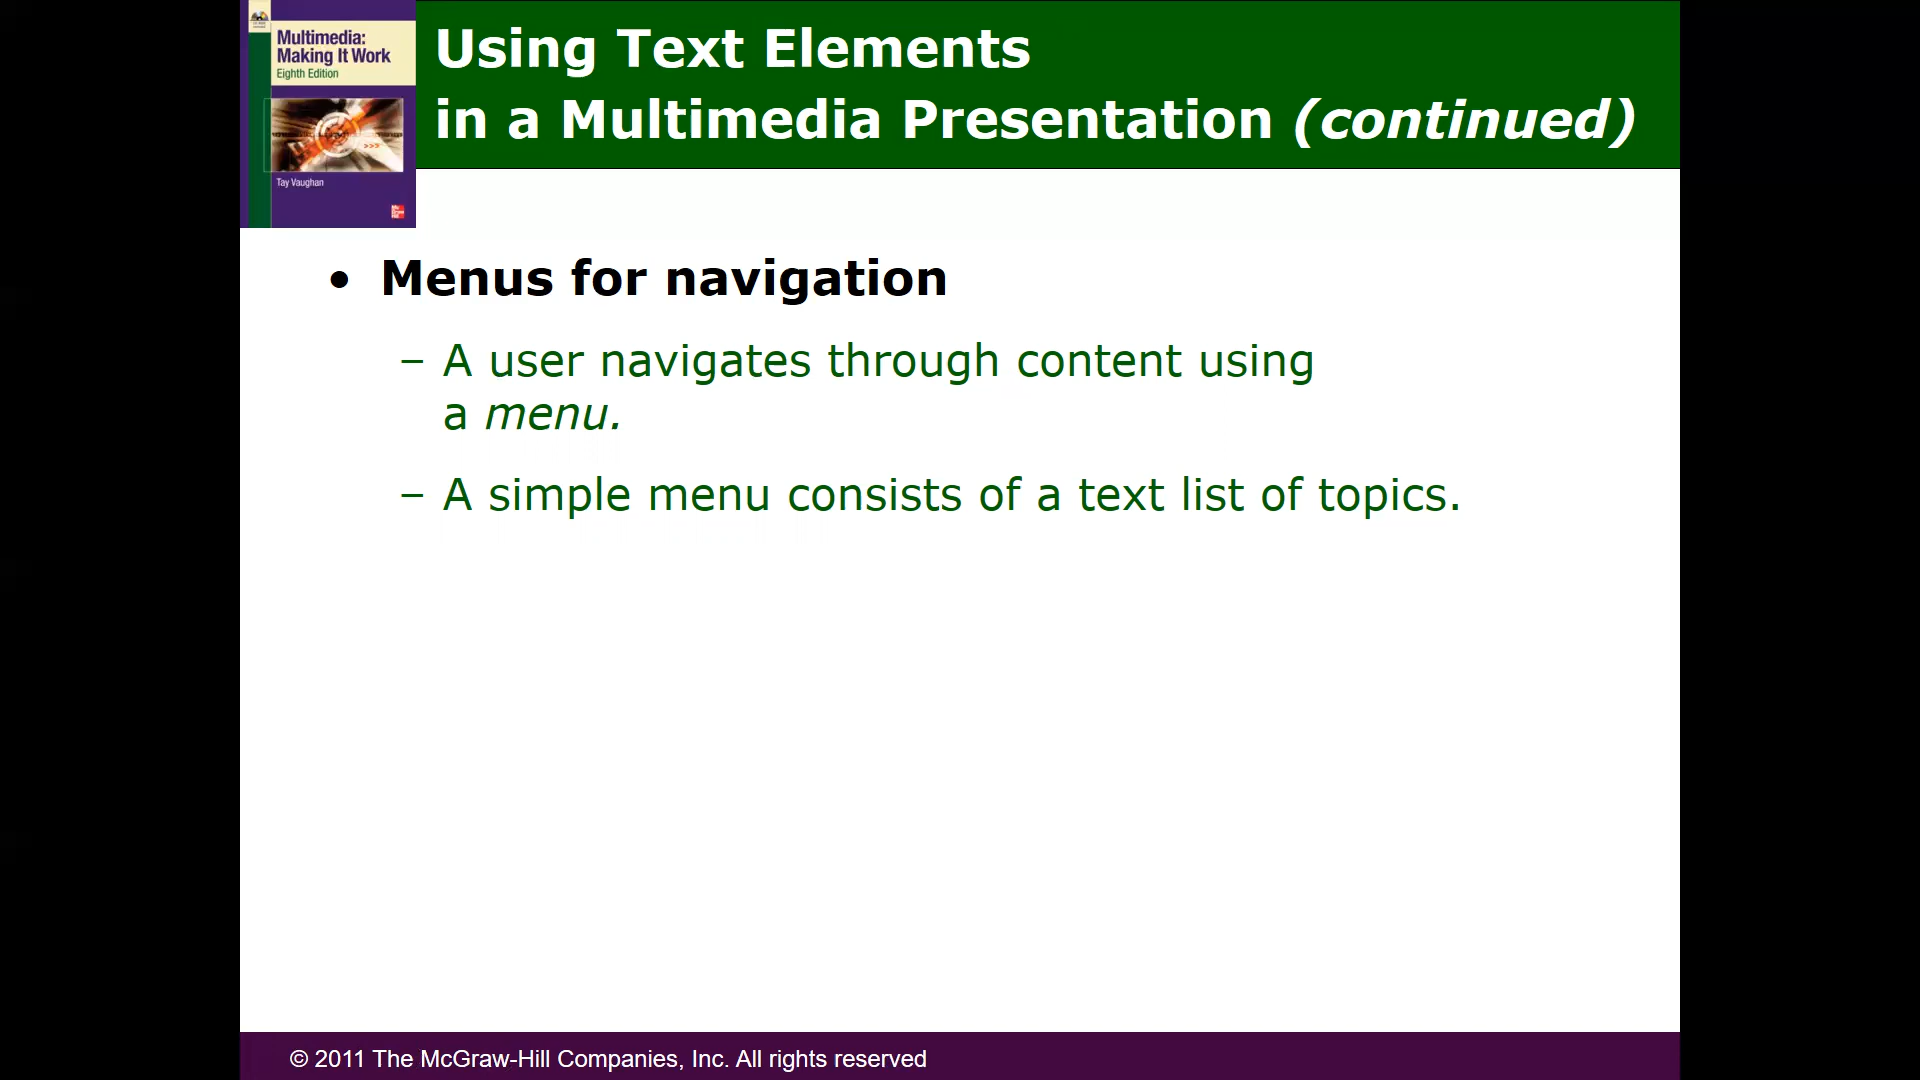 Multimedia:
Making It Work
Eighth Edition
Tay Vaughan
Using Text Elements
in a Multimedia Presentation (continued)
• Menus for navigation
– A user navigates through content using
a menu.
– A simple menu consists of a text list of topics.
© 2011 The McGraw-Hill Companies, Inc. All rights reserved